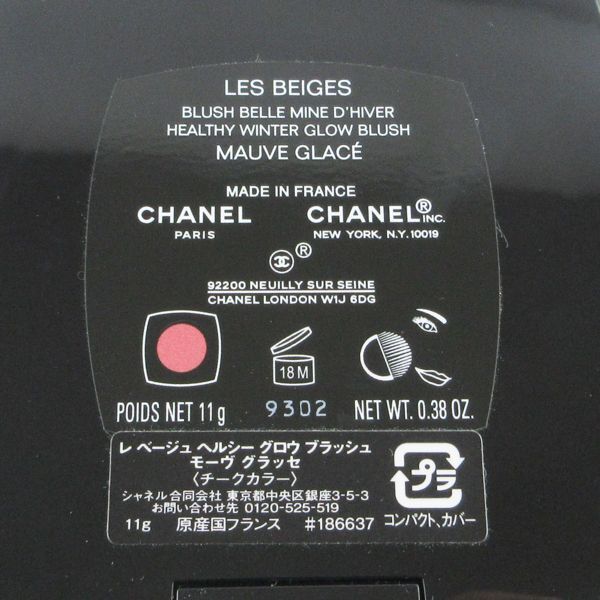 LES BEIGES
BLUSH BELLE MINE D'HIVER
HEALTHY WINTER GLOW BLUSH
MAUVE GLACÉ
MADE IN FRANCE
CHANEL CHANEL® INC.
PARIS NEW YORK, N.Y. 10019
®
92200 NEUILLY SUR SEINE
CHANEL LONDON W1J 6DG
18 M
POIDS NET 11 g 9302 NET WT. 0.38 OZ.
レ ベージュ ヘルシー グロウ ブラッシュ
モーヴ グラッセ
〈チークカラー〉
シャネル合同会社 東京都中央区銀座3-5-3
お問い合わせ先 0120-525-519
11g 原産国フランス #186637
プラ
コンパクト、カバー